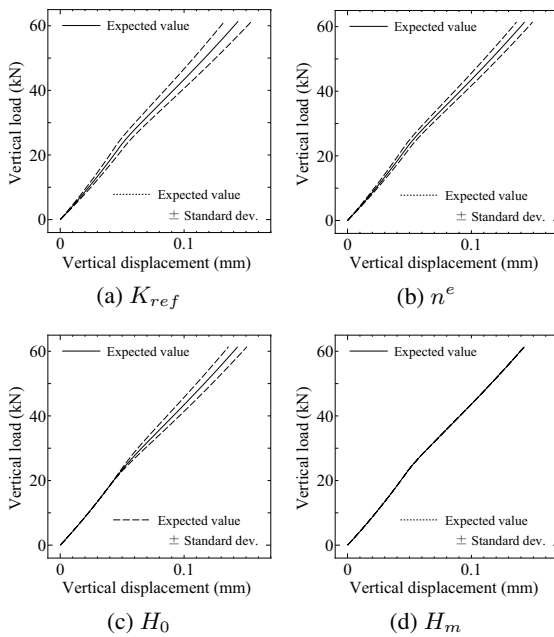 Expected value
60
40
20
0
Vertical load (kN)
Expected value
± Standard dev.
0
0.1
Vertical displacement (mm)
(a) K_{ref}
Expected value
60
40
20
0
Vertical load (kN)
Expected value
± Standard dev.
0
0.1
Vertical displacement (mm)
(b) n^e
Expected value
60
40
20
0
Vertical load (kN)
Expected value
± Standard dev.
0
0.1
Vertical displacement (mm)
(c) H_0
Expected value
60
40
20
0
Vertical load (kN)
Expected value
± Standard dev.
0
0.1
Vertical displacement (mm)
(d) H_m